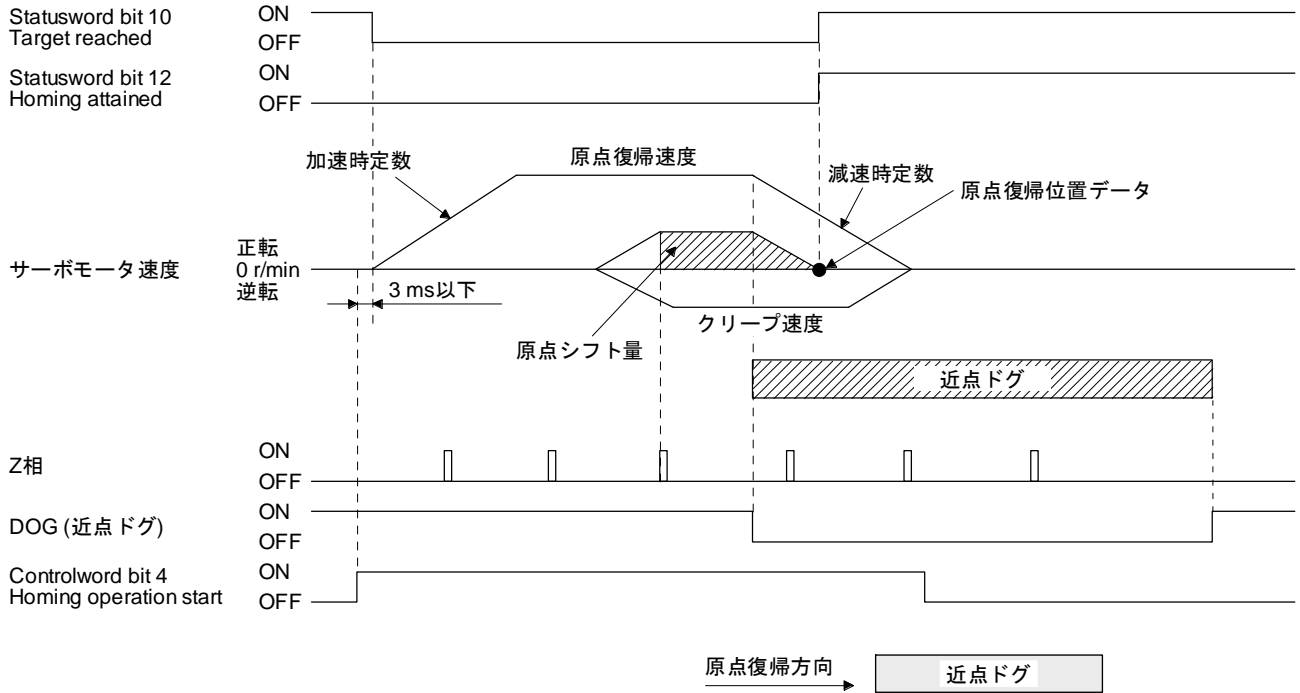 Statusword bit 10
Target reached
ON
OFF
Statusword bit 12
Homing attained
ON
OFF
加速時定数
原点復帰速度
減速時定数
原点復帰位置データ
サーボモータ速度
正転
0 r/min
逆転
3 ms以下
クリープ速度
原点シフト量
近点ドグ
Z相
ON
OFF
DOG (近点ドグ)
ON
OFF
Controlword bit 4
Homing operation start
ON
OFF
原点復帰方向
近点ドグ